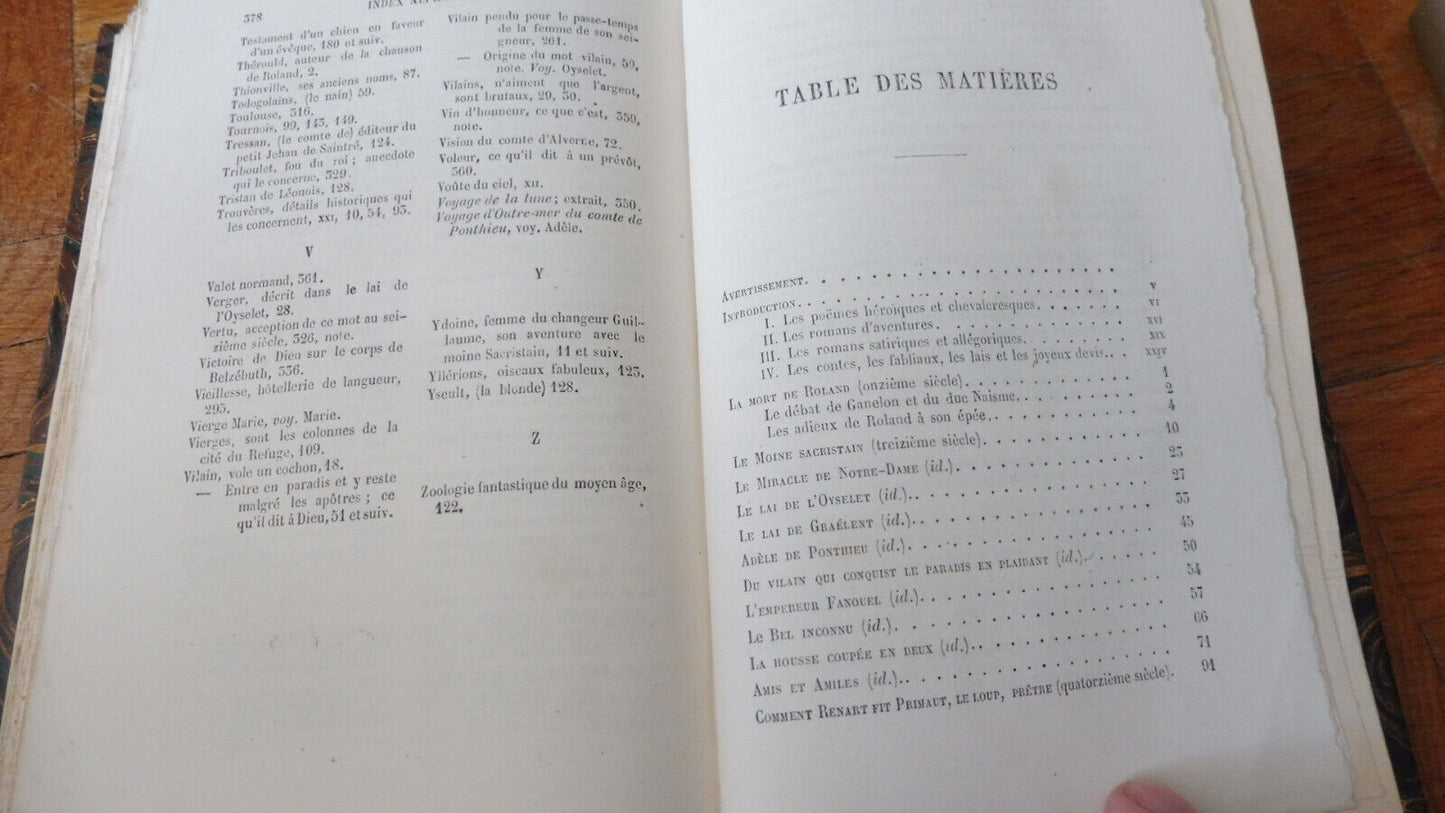 378
INDEX
Testament d'un chien en faveur
d'un évêque, 180 et suiv.
Thérould, auteur de la chanson
de Roland, 2.
Thionville, ses anciens noms, 87.
Todogolains, (le nain) 59.
Toulouse, 316.
Tournois, 99, 143, 149.
Tressan, (le comte de) éditeur du
petit Jehan de Saintré, 124.
Triboulet, fou du roi; anecdote
qui le concerne, 329.
Tristan de Léonois, 128.
Trouvères, détails historiques qui
les concernent, XXI, 10, 54, 93.
V
Valet normand, 361.
Verger, décrit dans le lai de
l'Oyselet, 28.
Vertu, acception de ce mot au sei-
zième siècle, 326, note.
Victoire de Dieu sur le corps de
Belzébuth, 336.
Vieillesse, hôtellerie de langueur,
295.
Vierge Marie, voy. Marie.
Vierges, sont les colonnes de la
cité du Refuge, 109.
Vilain, vole un cochon, 18.
— Entre en paradis et y reste
malgré les apôtres; ce
qu'il dit à Dieu, 51 et suiv.
Vilain pendu pour le passe-temps
de la femme de son sei-
gneur, 261.
— Origine du mot vilain, 59,
note. Voy. Oyselet.
Vilains, n'aiment que l'argent,
sont brutaux, 29, 30.
Vin d'honneur, ce que c'est, 359,
note.
Vision du comte d'Alverne, 72.
Voleur, ce qu'il dit à un prévôt,
360.
Voûte du ciel, XII.
Voyage de la lune; extrait, 350.
Voyage d'Outre-mer du comte de
Ponthieu, voy. Adèle.
Y
Ydoine, femme du changeur Guil-
laume, son aventure avec le
moine Sacristain, 11 et suiv.
Yllérions, oiseaux fabuleux, 123.
Yseult, (la blonde) 128.
Z
Zoologie fantastique du moyen âge,
122.
TABLE DES MATIÈRES
AVERTISSEMENT.
INTRODUCTION. V
I. Les poëmes héroïques et chevaleresques. VI
II. Les romans d'aventures. XVI
III. Les romans satiriques et allégoriques. XIX
IV. Les contes, les fabliaux, les lais et les joyeux devis. XXIV
LA MORT DE ROLAND (onzième siècle). 1
Le débat de Ganelon et du duc Naisme. 2
Les adieux de Roland à son épée. 4
LE MOINE SACRISTAIN (treizième siècle). 10
LE MIRACLE DE NOTRE-DAME (id.). 23
LE LAI DE L'OYSELET (id.). 27
LE LAI DE GRAËLENT (id.). 33
ADÈLE DE PONTHIEU (id.). 45
DU VILAIN QUI CONQUIST LE PARADIS EN PLAIDANT (id.). 50
L'EMPEREUR FANOUEL (id.). 54
LE BEL INCONNU (id.). 57
LA HOUSSE COUPÉE EN DEUX (id.). 66
AMIS ET AMILES (id.). 71
COMMENT RENART FIT PRIMAUT, LE LOUP, PRÊTRE (quatorzième siècle). 91